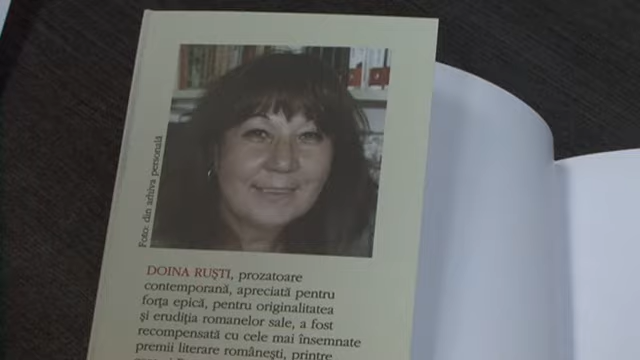 Foto: din arhiva personală
DOINA RUȘTI, prozatoare
contemporană, apreciată pentru
forța epică, pentru originalitatea
și erudiția romanelor sale, a fost
recompensată cu cele mai însemnate
premii literare românești, printre